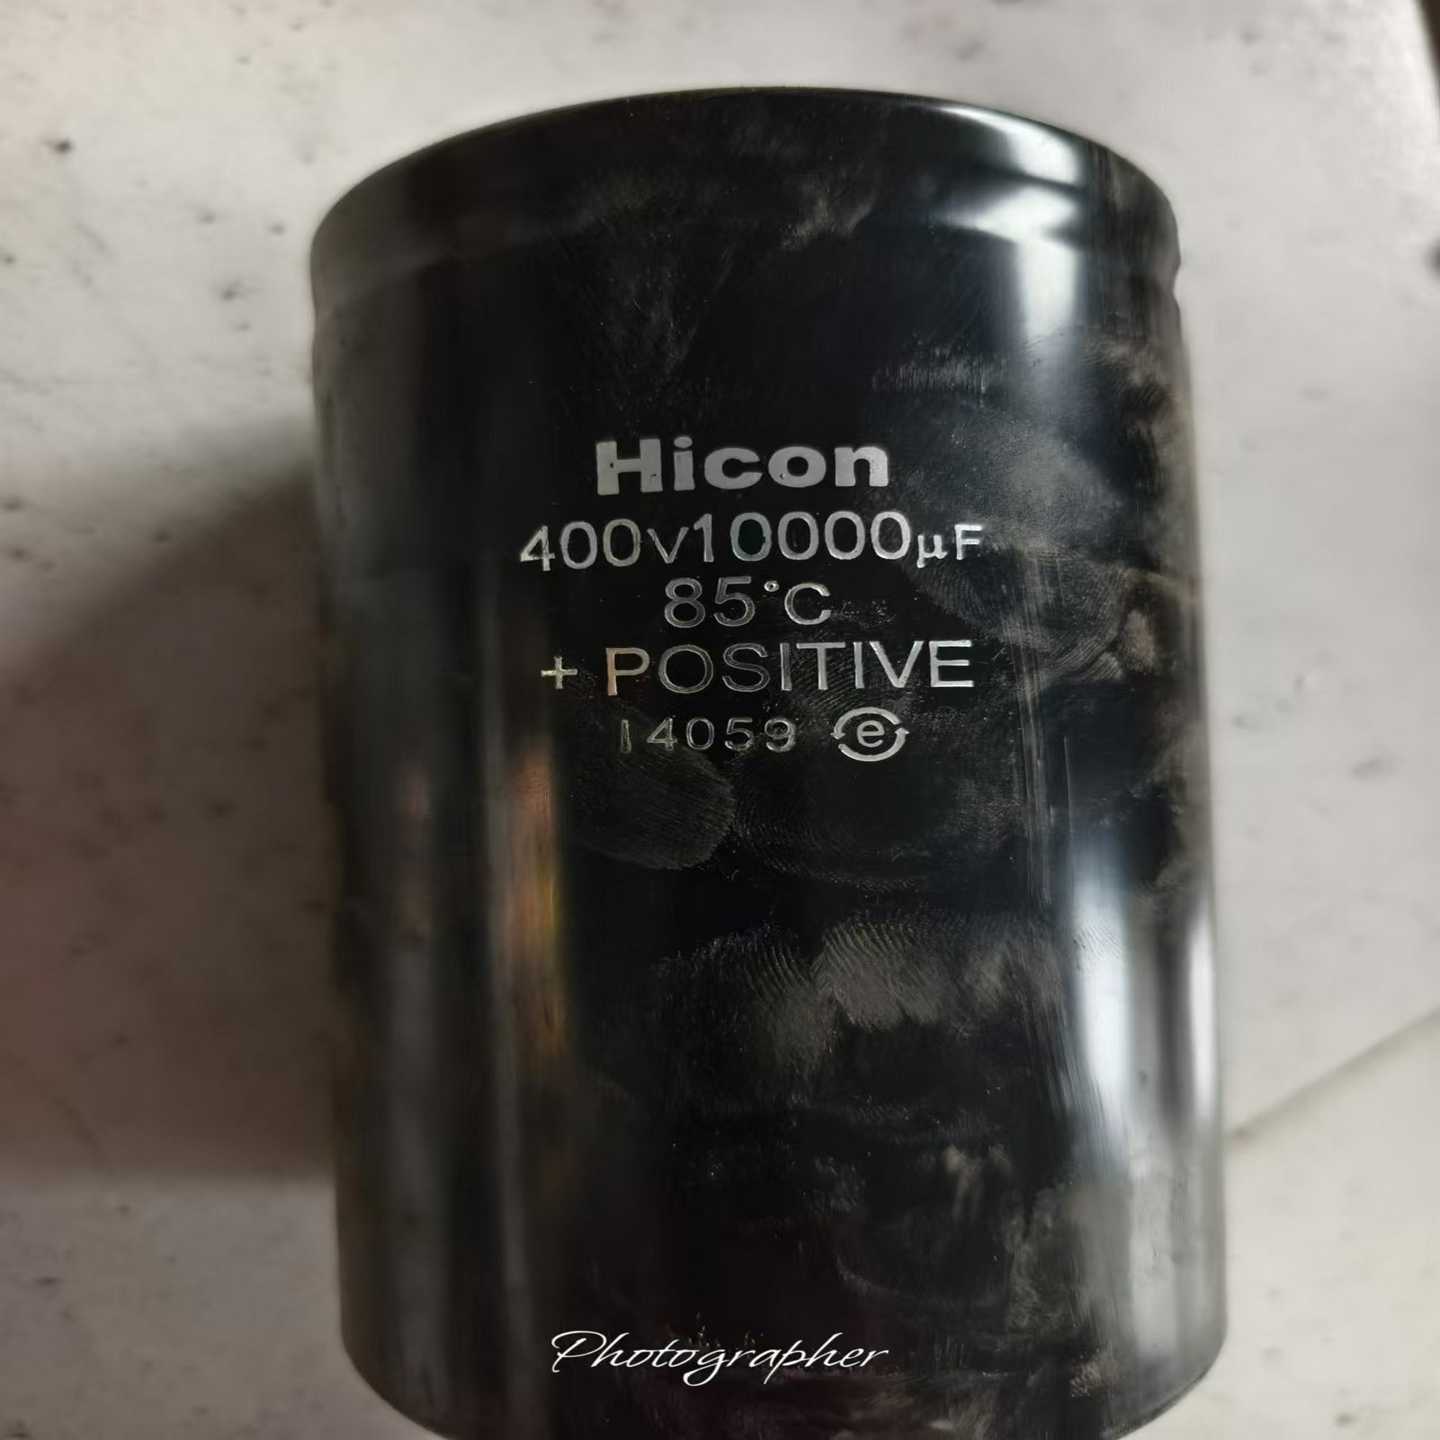 Hicon
400V10000μF
85°C
+ POSITIVE
14059 e
Photographer